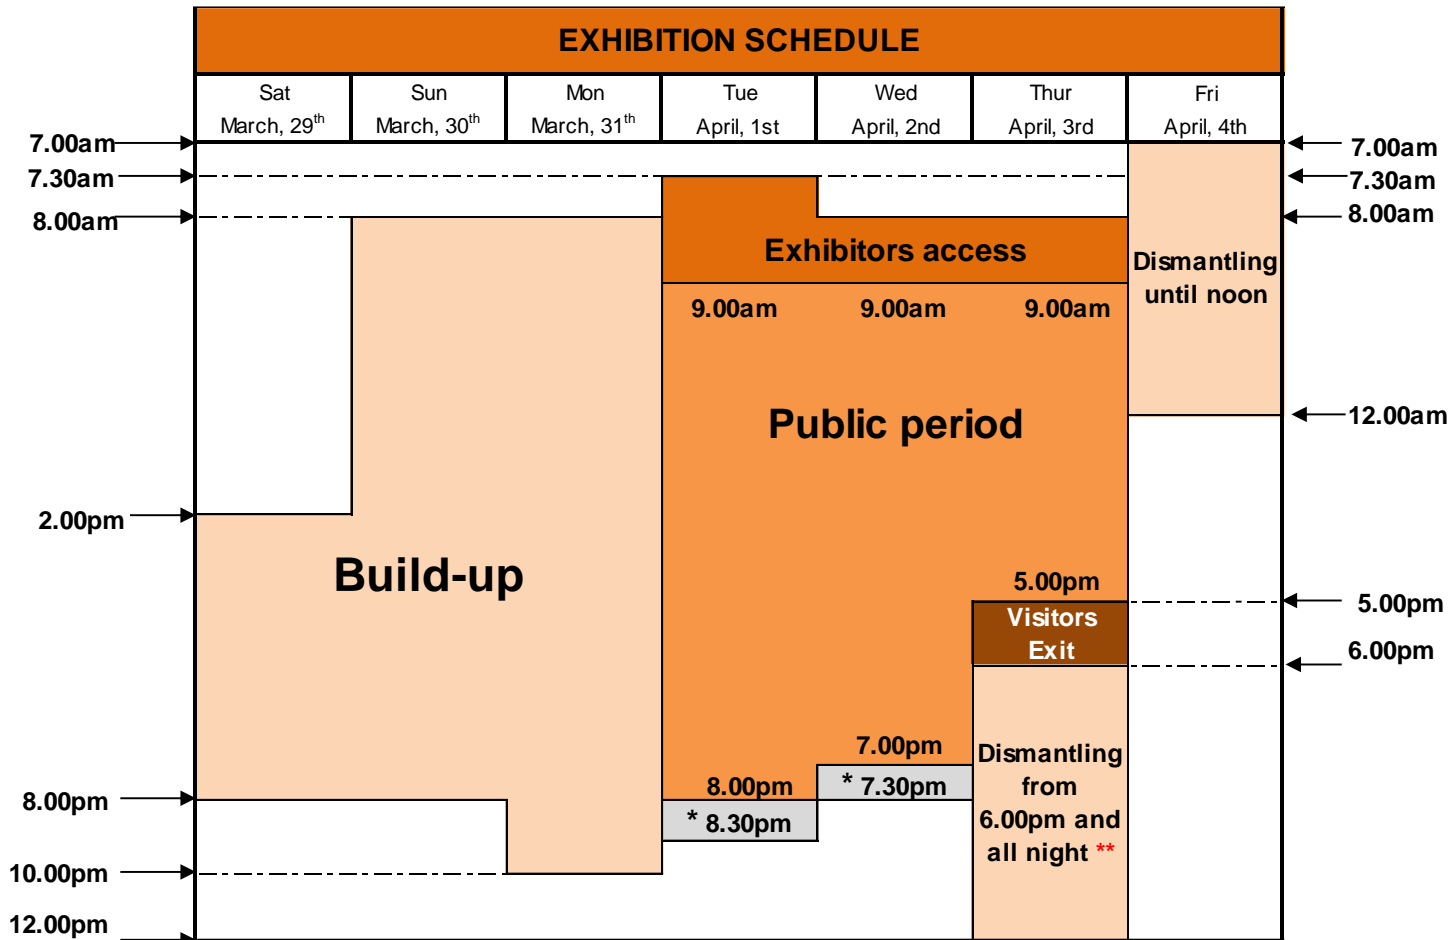 EXHIBITION SCHEDULE
Sat
March, 29th
Sun
March, 30th
Mon
March, 31th
Tue
April, 1st
Wed
April, 2nd
Thur
April, 3rd
Fri
April, 4th
7.00am
7.00am
7.30am
7.30am
8.00am
8.00am
Exhibitors access
Dismantling
until noon
9.00am
9.00am
9.00am
Public period
12.00am
2.00pm
Build-up
5.00pm
5.00pm
Visitors
Exit
6.00pm
7.00pm
Dismantling
from
6.00pm and
all night **
8.00pm
8.00pm
* 7.30pm
* 8.30pm
10.00pm
12.00pm